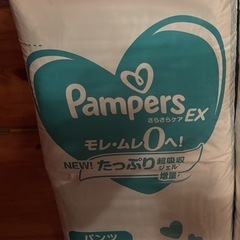 Pampers
さらさらケア EX
モレ・ムレ0へ!
NEW! たっぷり 超吸収
ジェル
増量
パンツ